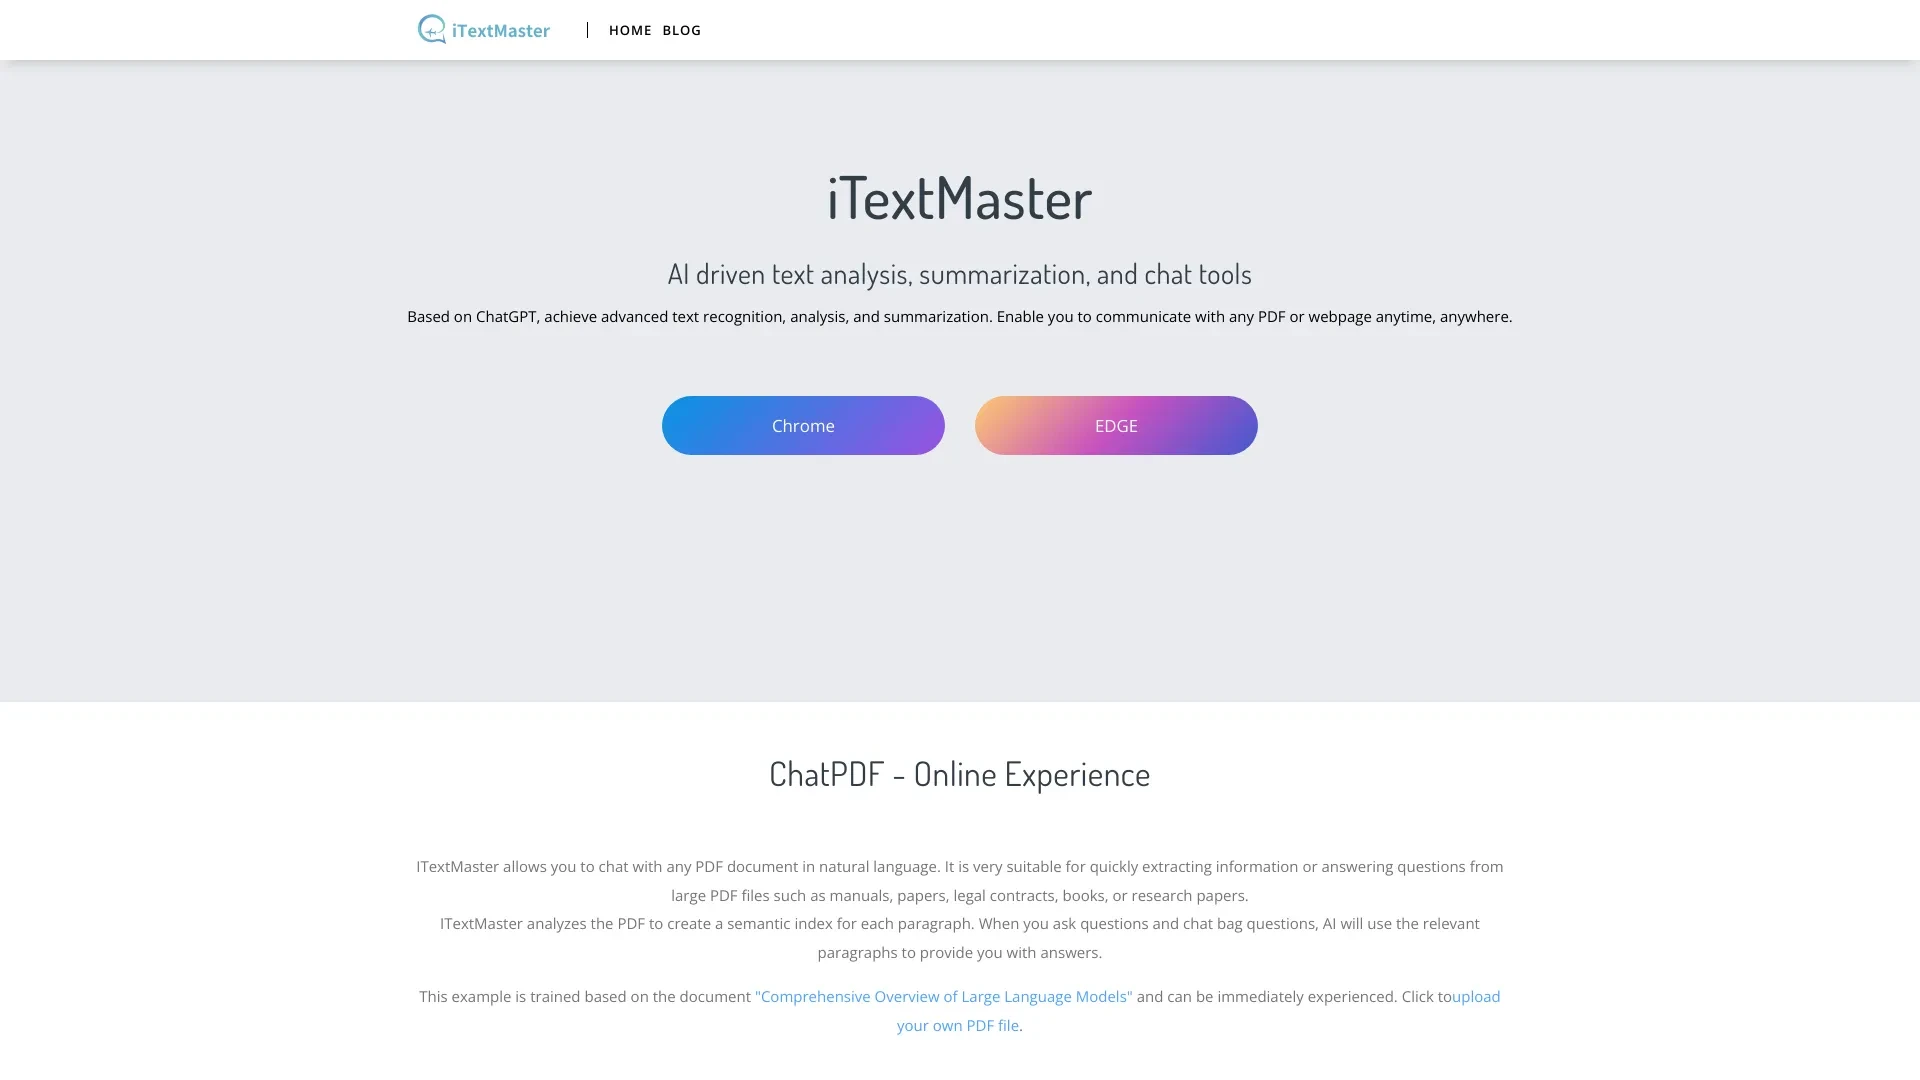 iTextMaster | HOME BLOG
iTextMaster
AI driven text analysis, summarization, and chat tools
Based on ChatGPT, achieve advanced text recognition, analysis, and summarization. Enable you to communicate with any PDF or webpage anytime, anywhere.
Chrome EDGE
ChatPDF - Online Experience
ITextMaster allows you to chat with any PDF document in natural language. It is very suitable for quickly extracting information or answering questions from
large PDF files such as manuals, papers, legal contracts, books, or research papers.
ITextMaster analyzes the PDF to create a semantic index for each paragraph. When you ask questions and chat bag questions, AI will use the relevant
paragraphs to provide you with answers.
This example is trained based on the document "Comprehensive Overview of Large Language Models" and can be immediately experienced. Click toupload
your own PDF file.